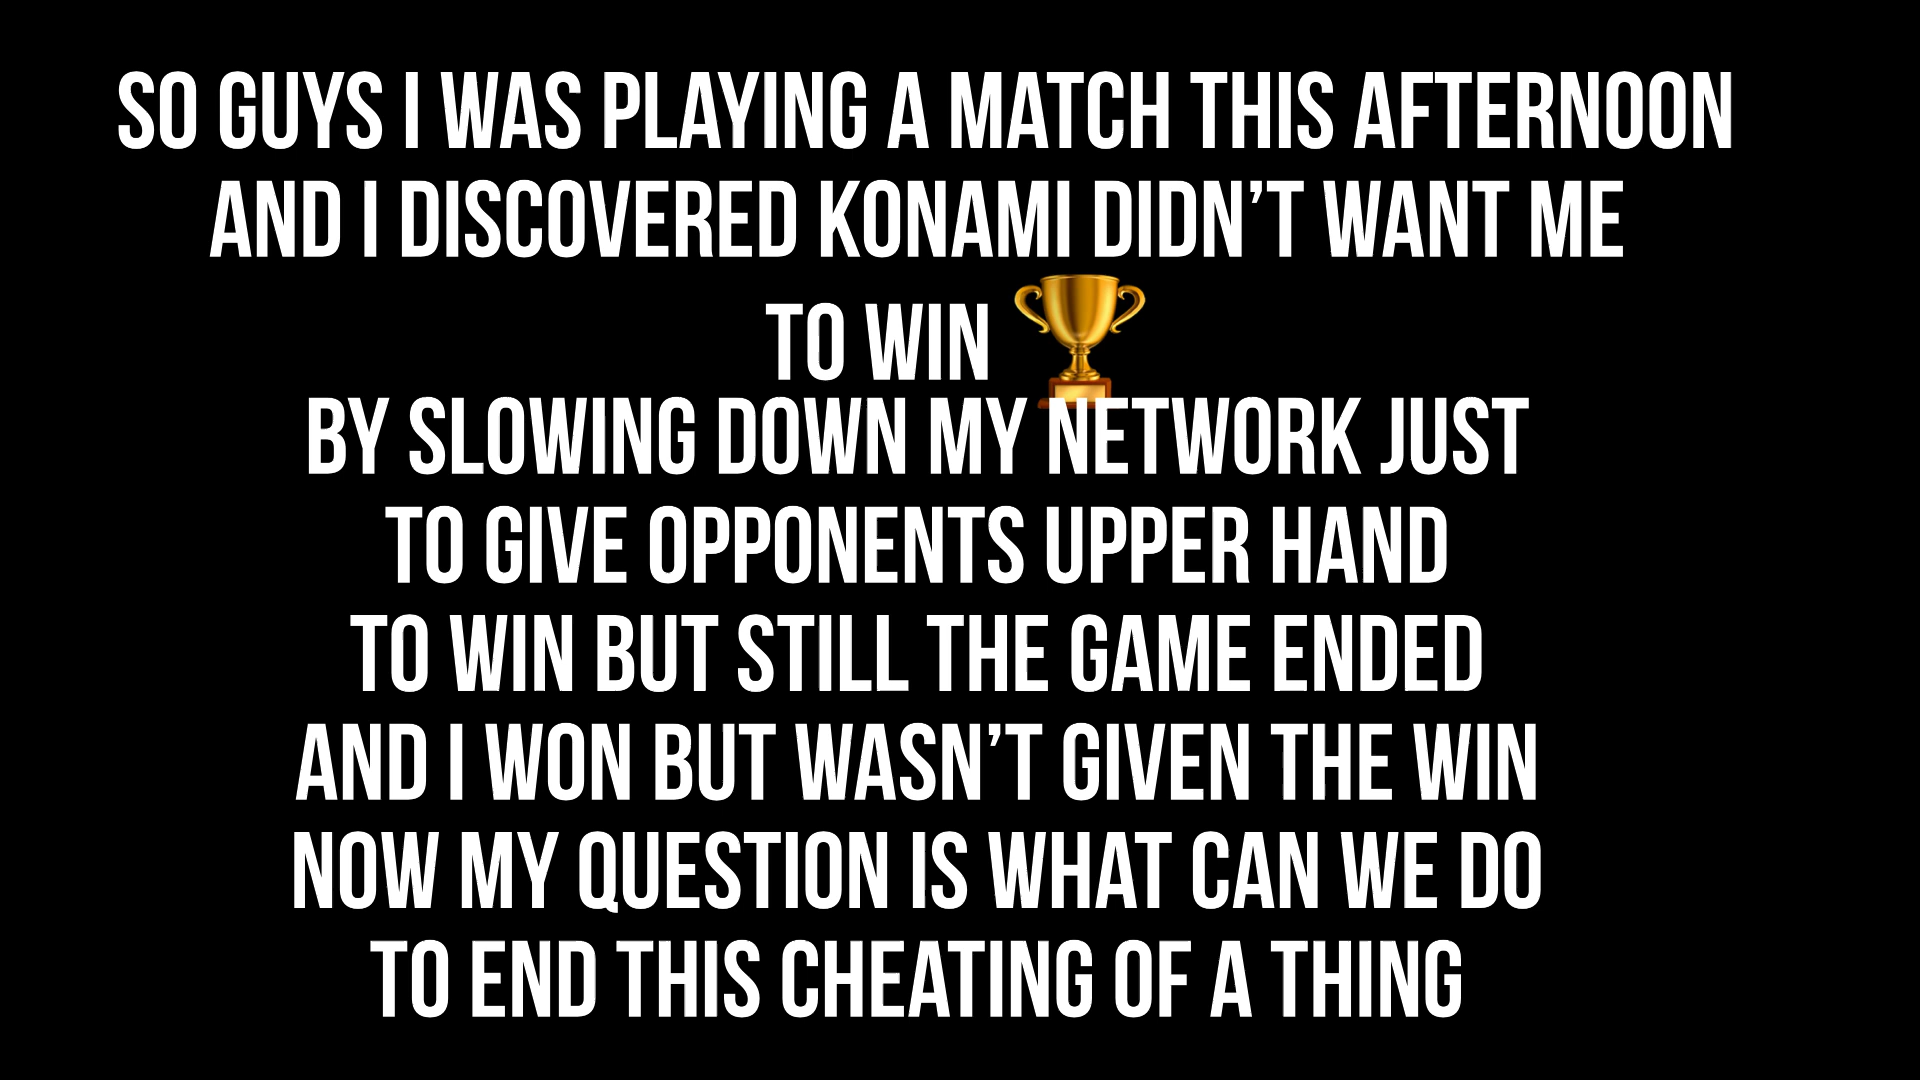 SO GUYS I WAS PLAYING A MATCH THIS AFTERNOON
AND I DISCOVERED KONAMI DIDN’T WANT ME
TO WIN 🏆
BY SLOWING DOWN MY NETWORK JUST
TO GIVE OPPONENTS UPPER HAND
TO WIN BUT STILL THE GAME ENDED
AND I WON BUT WASN’T GIVEN THE WIN
NOW MY QUESTION IS WHAT CAN WE DO
TO END THIS CHEATING OF A THING